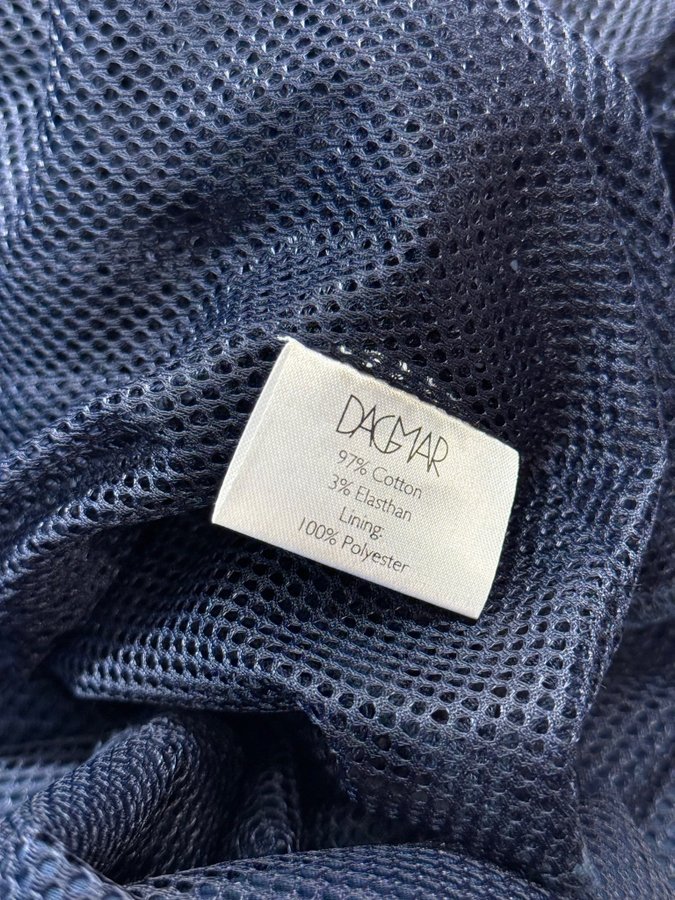 DAGMAR
97% Cotton
3% Elasthan
Lining:
100% Polyester